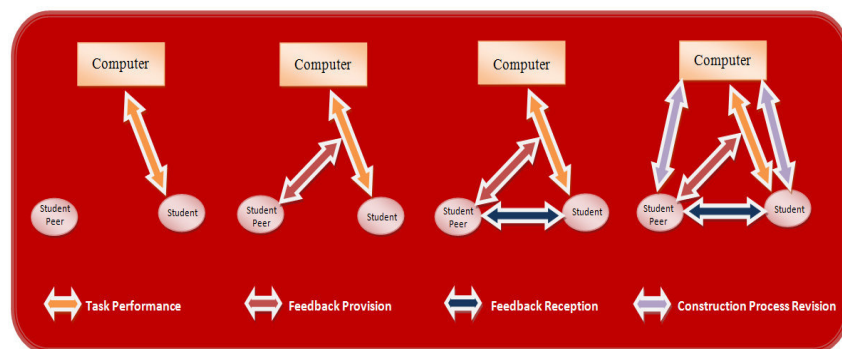 Computer
Computer
Computer
Computer
Student
Peer
Student
Student
Peer
Student
Student
Peer
Student
Student
Peer
Student
Task Performance
Feedback Provision
Feedback Reception
Construction Process Revision